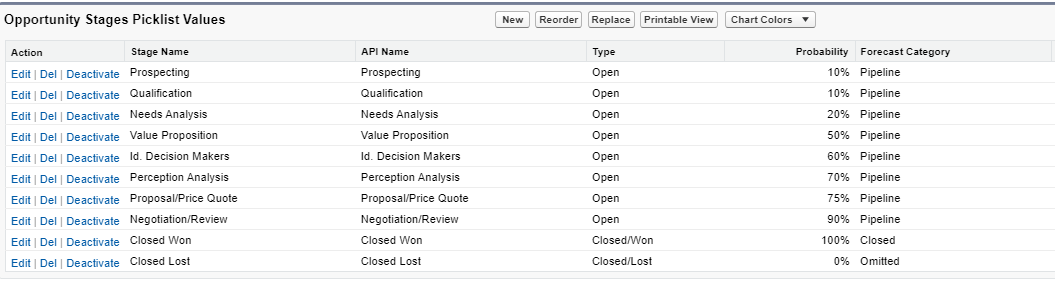 Opportunity Stages Picklist Values New Reorder Replace Printable View Chart Colors ▼
Action Stage Name API Name Type Probability Forecast Category
Edit | Del | Deactivate Prospecting Prospecting Open 10% Pipeline
Edit | Del | Deactivate Qualification Qualification Open 10% Pipeline
Edit | Del | Deactivate Needs Analysis Needs Analysis Open 20% Pipeline
Edit | Del | Deactivate Value Proposition Value Proposition Open 50% Pipeline
Edit | Del | Deactivate Id. Decision Makers Id. Decision Makers Open 60% Pipeline
Edit | Del | Deactivate Perception Analysis Perception Analysis Open 70% Pipeline
Edit | Del | Deactivate Proposal/Price Quote Proposal/Price Quote Open 75% Pipeline
Edit | Del | Deactivate Negotiation/Review Negotiation/Review Open 90% Pipeline
Edit | Del | Deactivate Closed Won Closed Won Closed/Won 100% Closed
Edit | Del | Deactivate Closed Lost Closed Lost Closed/Lost 0% Omitted